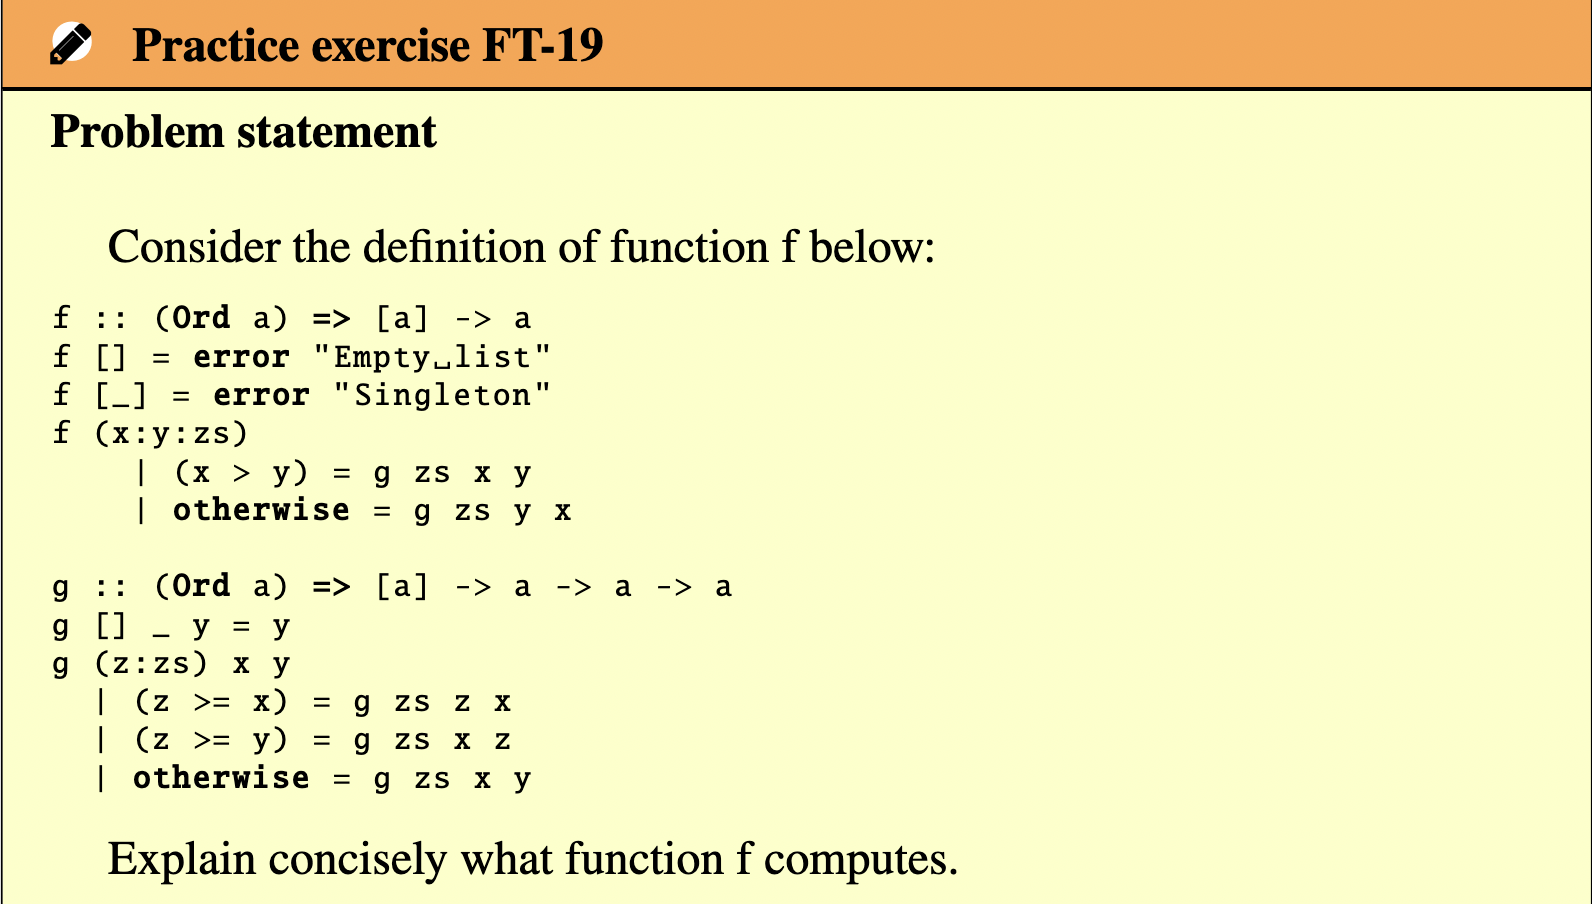 Practice exercise FT-19
Problem statement
Consider the definition of function f below:
f :: (Ord a) => [a] -> a
f [] = error "Empty␣list"
f [_] = error "Singleton"
f (x:y:zs)
    | (x > y) = g zs x y
    | otherwise = g zs y x
g :: (Ord a) => [a] -> a -> a -> a
g [] _ y = y
g (z:zs) x y
  | (z >= x) = g zs z x
  | (z >= y) = g zs x z
  | otherwise = g zs x y
Explain concisely what function f computes.